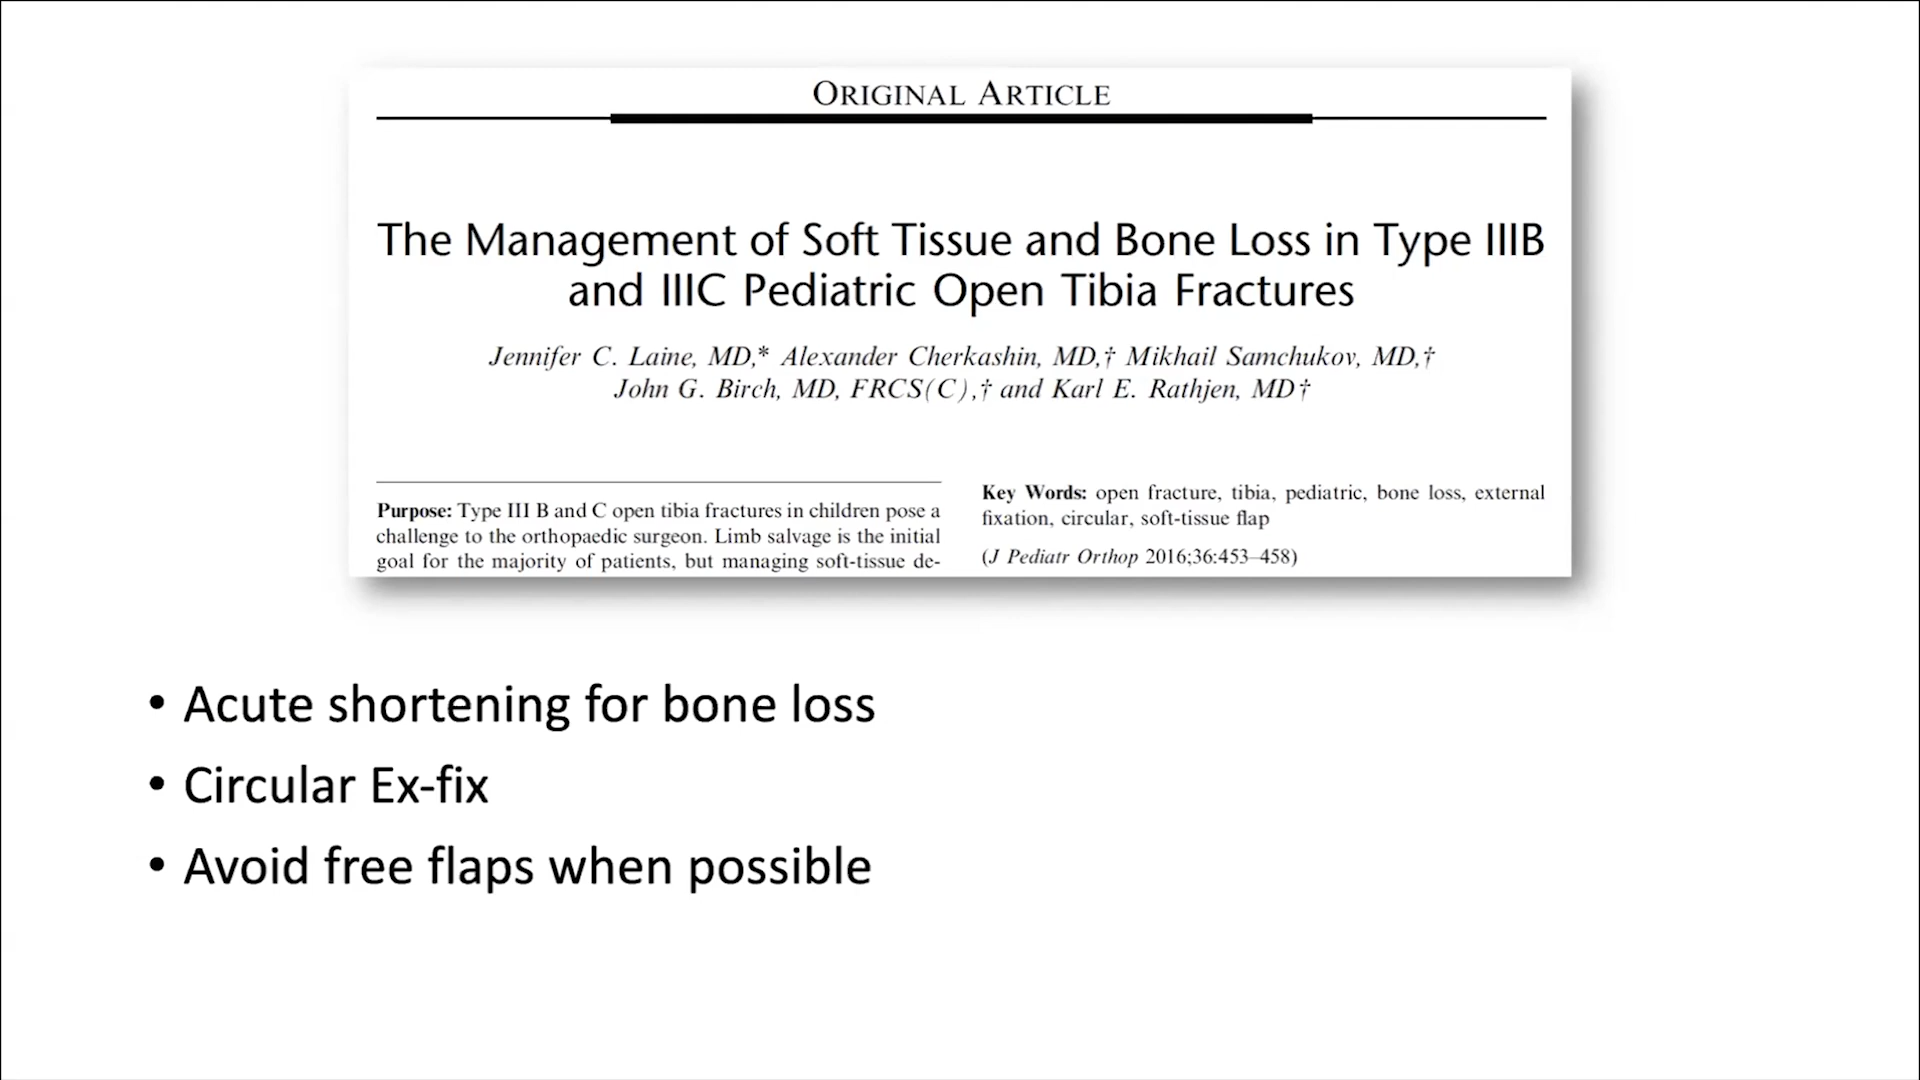 ORIGINAL ARTICLE
The Management of Soft Tissue and Bone Loss in Type IIIB
and IIIC Pediatric Open Tibia Fractures
Jennifer C. Laine, MD,* Alexander Cherkashin, MD,† Mikhail Samchukov, MD,†
John G. Birch, MD, FRCS(C),† and Karl E. Rathjen, MD†
Purpose: Type III B and C open tibia fractures in children pose a
challenge to the orthopaedic surgeon. Limb salvage is the initial
goal for the majority of patients, but managing soft-tissue de-
Key Words: open fracture, tibia, pediatric, bone loss, external
fixation, circular, soft-tissue flap
(J Pediatr Orthop 2016;36:453–458)
• Acute shortening for bone loss
• Circular Ex-fix
• Avoid free flaps when possible